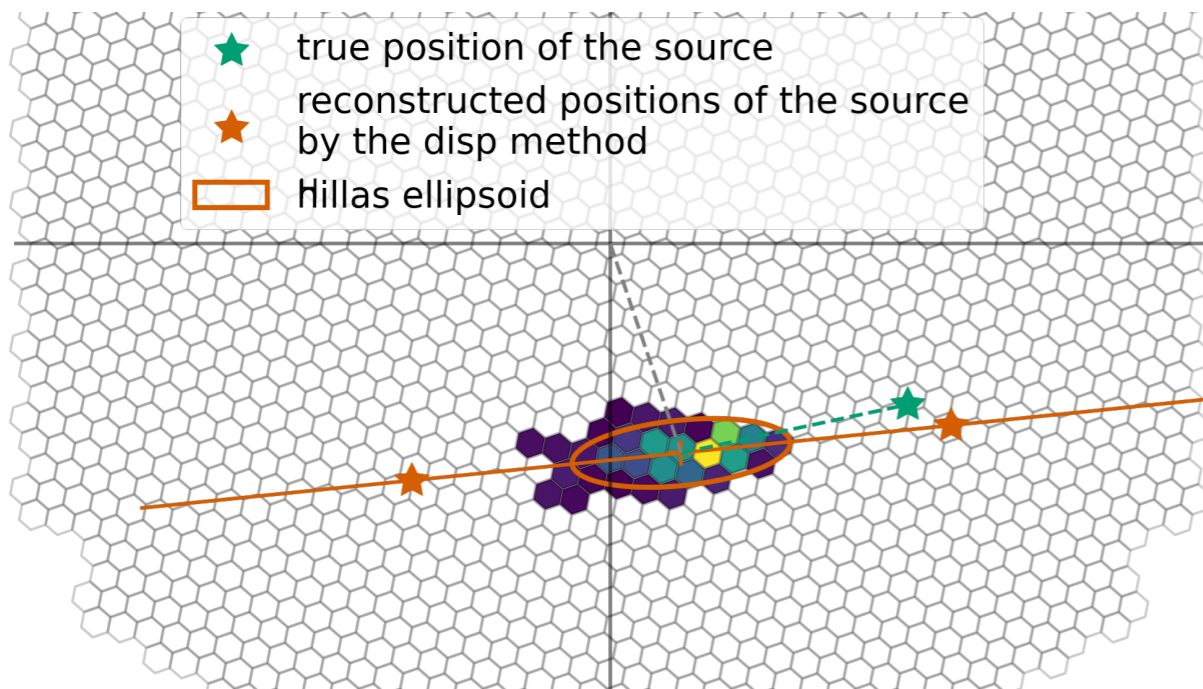 true position of the source
reconstructed positions of the source
by the disp method
Hillas ellipsoid